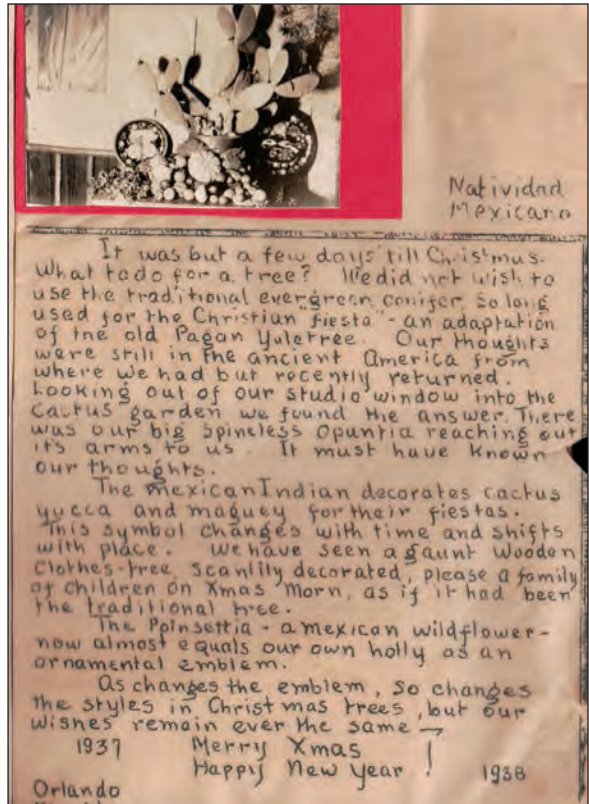 Natividad
Mexicano
It was but a few days till Christmas.
What to do for a tree? We did not wish to
use the traditional evergreen conifer, so long
used for the Christian "fiesta" - an adaptation
of the old Pagan Yuletree. Our thoughts
were still in the ancient America from
where we had but recently returned.
Looking out of our studio window into the
Cactus garden we found the answer. There
was our big spineless Opuntia reaching out
it's arms to us. It must have known
our thoughts.
The Mexican Indian decorates cactus
yucca and maguey for their fiestas.
This symbol changes with time and shifts
with place. We have seen a gaunt wooden
Clothes-tree, scantily decorated, please a family
of children on Xmas Morn, as if it had been
the traditional tree.
The Poinsettia - a mexican wildflower -
now almost equals our own holly as an
ornamental emblem.
As changes the emblem, so changes
the styles in Christmas trees, but our
wishes remain ever the same →
1937 Merry Xmas !
Happy New Year 1938
Orlando